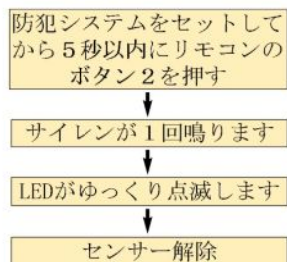 防犯システムをセットして
から５秒以内にリモコンの
ボタン２を押す
サイレンが１回鳴ります
LEDがゆっくり点滅します
センサー解除